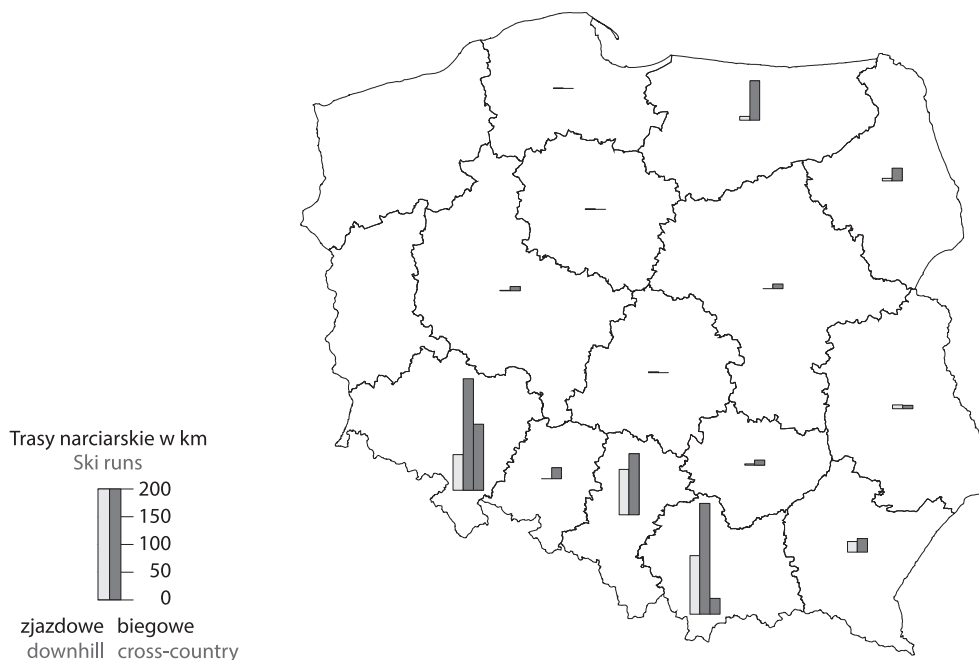 Trasy narciarskie w km
Ski runs
200
150
100
50
0
zjazdowe biegowe
downhill cross-country